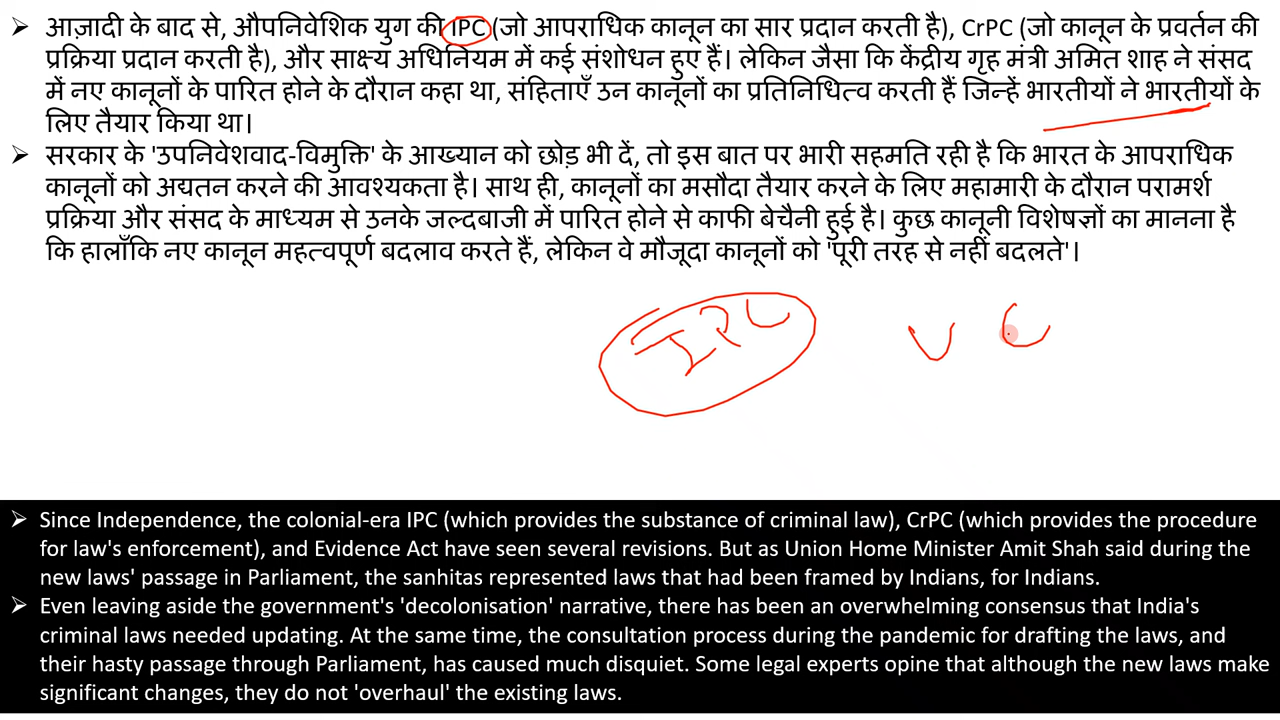 ➢ आज़ादी के बाद से, औपनिवेशिक युग की IPC (जो आपराधिक कानून का सार प्रदान करती है), CrPC (जो कानून के प्रवर्तन की
प्रक्रिया प्रदान करती है), और साक्ष्य अधिनियम में कई संशोधन हुए हैं। लेकिन जैसा कि केंद्रीय गृह मंत्री अमित शाह ने संसद
में नए कानूनों के पारित होने के दौरान कहा था, संहिताएँ उन कानूनों का प्रतिनिधित्व करती हैं जिन्हें भारतीयों ने भारतीयों के
लिए तैयार किया था।
➢ सरकार के 'उपनिवेशवाद-विमुक्ति' के आख्यान को छोड़ भी दें, तो इस बात पर भारी सहमति रही है कि भारत के आपराधिक
कानूनों को अद्यतन करने की आवश्यकता है। साथ ही, कानूनों का मसौदा तैयार करने के लिए महामारी के दौरान परामर्श
प्रक्रिया और संसद के माध्यम से उनके जल्दबाजी में पारित होने से काफी बेचैनी हुई है। कुछ कानूनी विशेषज्ञों का मानना है
कि हालाँकि नए कानून महत्वपूर्ण बदलाव करते हैं, लेकिन वे मौजूदा कानूनों को 'पूरी तरह से नहीं बदलते'।
IPC
➢ Since Independence, the colonial-era IPC (which provides the substance of criminal law), CrPC (which provides the procedure
for law's enforcement), and Evidence Act have seen several revisions. But as Union Home Minister Amit Shah said during the
new laws' passage in Parliament, the sanhitas represented laws that had been framed by Indians, for Indians.
➢ Even leaving aside the government's 'decolonisation' narrative, there has been an overwhelming consensus that India's
criminal laws needed updating. At the same time, the consultation process during the pandemic for drafting the laws, and
their hasty passage through Parliament, has caused much disquiet. Some legal experts opine that although the new laws make
significant changes, they do not 'overhaul' the existing laws.